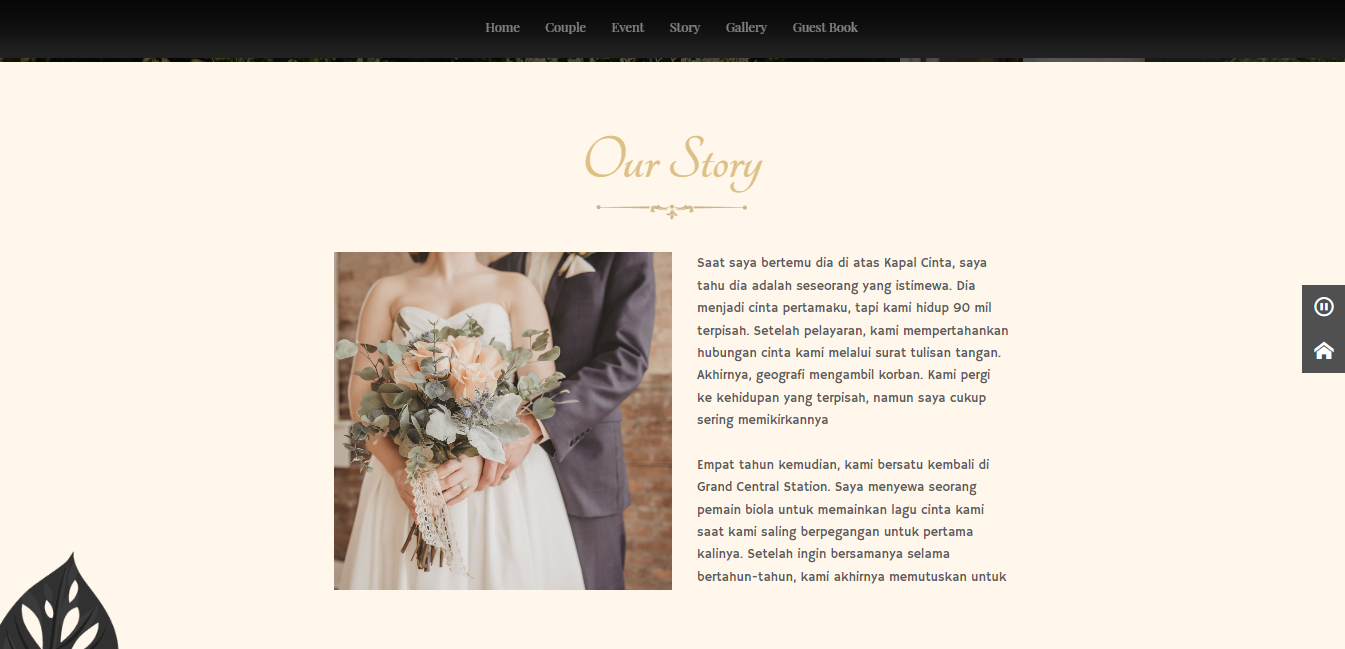 Home Couple Event Story Gallery Guest Book
Our Story
Saat saya bertemu dia di atas Kapal Cinta, saya
tahu dia adalah seseorang yang istimewa. Dia
menjadi cinta pertamaku, tapi kami hidup 90 mil
terpisah. Setelah pelayaran, kami mempertahankan
hubungan cinta kami melalui surat tulisan tangan.
Akhirnya, geografi mengambil korban. Kami pergi
ke kehidupan yang terpisah, namun saya cukup
sering memikirkannya
Empat tahun kemudian, kami bersatu kembali di
Grand Central Station. Saya menyewa seorang
pemain biola untuk memainkan lagu cinta kami
saat kami saling berpegangan untuk pertama
kalinya. Setelah ingin bersamanya selama
bertahun-tahun, kami akhirnya memutuskan untuk